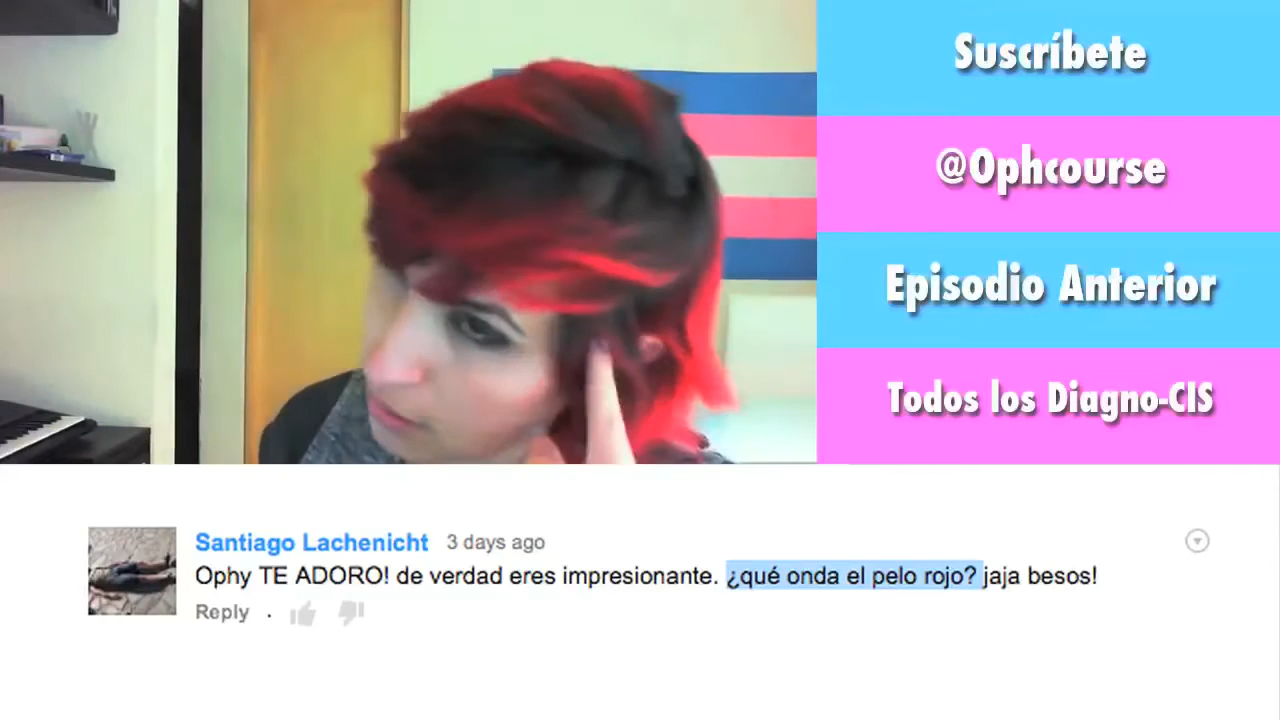 Suscríbete
@Ophcourse
Episodio Anterior
Todos los Diagno-CIS
Santiago Lachenicht 3 days ago
Ophy TE ADORO! de verdad eres impresionante. ¿qué onda el pelo rojo? jaja besos!
Reply .